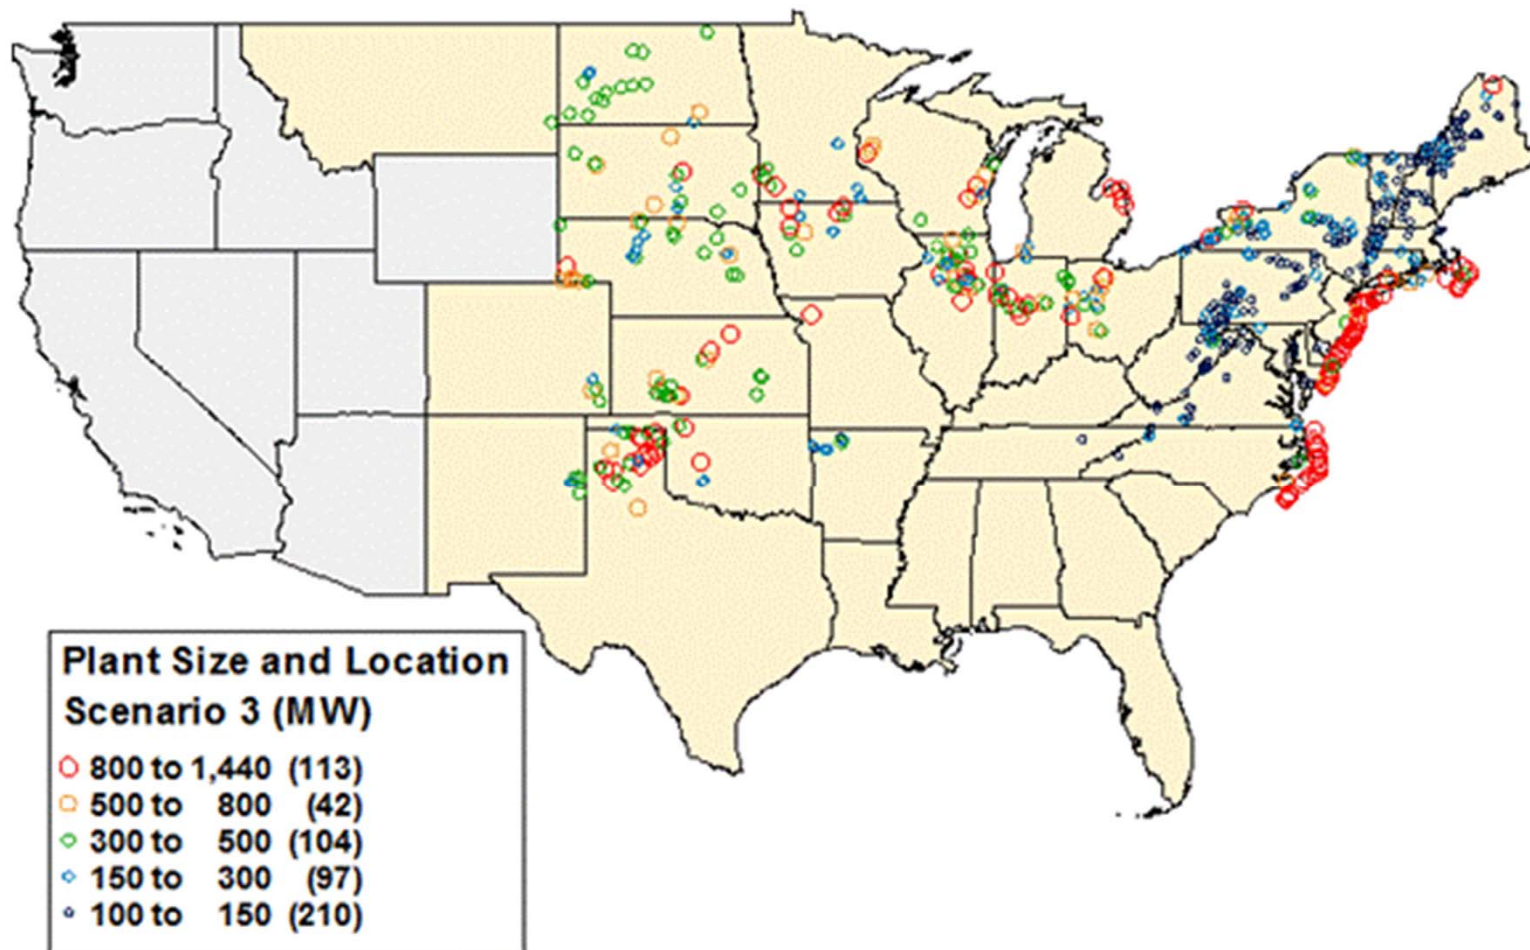 Plant Size and Location
Scenario 3 (MW)
800 to 1,440 (113)
500 to 800 (42)
300 to 500 (104)
150 to 300 (97)
100 to 150 (210)